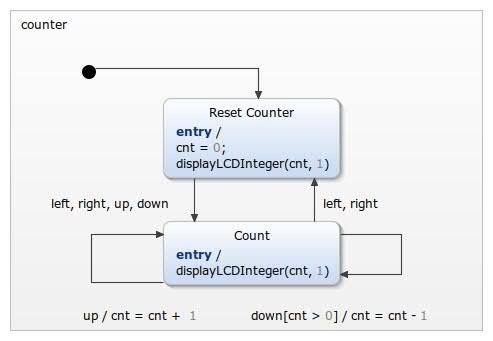 counter
Reset Counter
entry /
cnt = 0;
displayLCDInteger(cnt, 1)
left, right, up, down
left, right
Count
entry /
displayLCDInteger(cnt, 1)
up / cnt = cnt + 1
down[cnt > 0] / cnt = cnt - 1